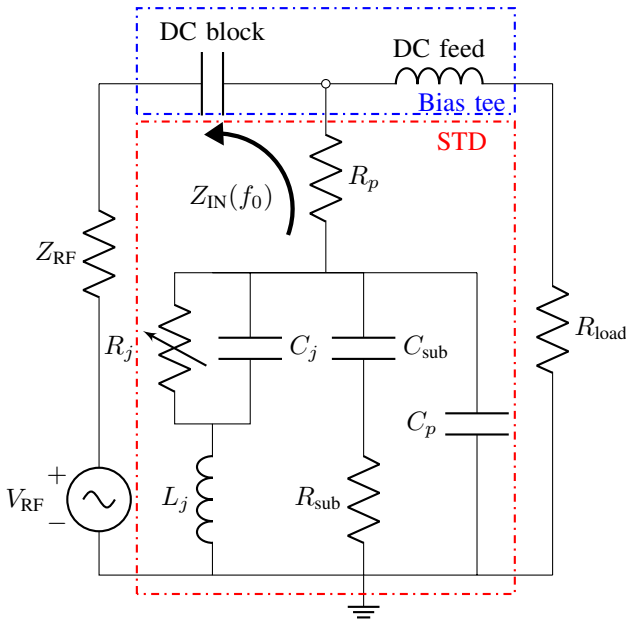 DC block
DC feed
Bias tee
STD
Z_IN(f_0)
R_p
Z_RF
R_j
C_j
C_sub
R_load
C_p
L_j
R_sub
V_RF
+
−